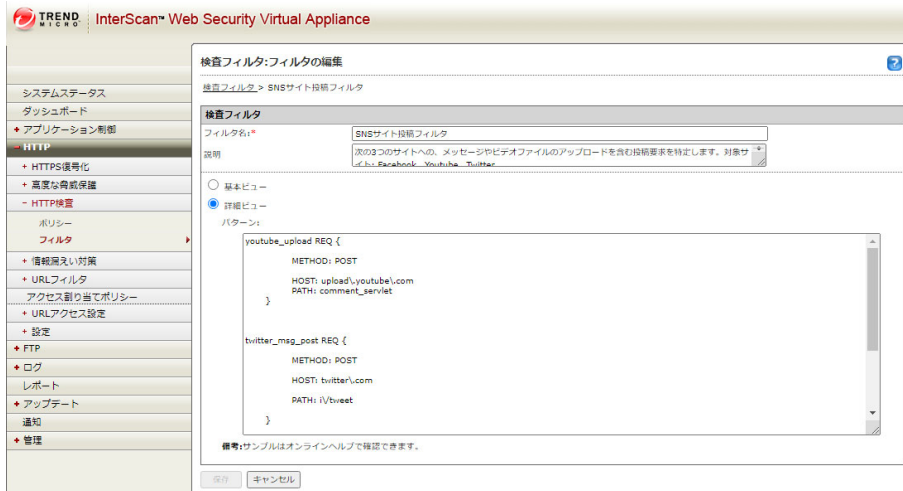 TREND MICRO InterScan™ Web Security Virtual Appliance
システムステータス
ダッシュボード
+ アプリケーション制御
- HTTP
+ HTTPS復号化
+ 高度な脅威保護
- HTTP検査
ポリシー
フィルタ
+ 情報漏えい対策
+ URLフィルタ
アクセス割り当てポリシー
+ URLアクセス設定
+ 設定
+ FTP
+ ログ
レポート
+ アップデート
通知
+ 管理
検査フィルタ:フィルタの編集
?
検査フィルタ > SNSサイト投稿フィルタ
検査フィルタ
フィルタ名:* SNSサイト投稿フィルタ
説明 次の3つのサイトへの、メッセージやビデオファイルのアップロードを含む投稿要求を特定します。対象サ
イト: Facebook、Youtube、Twitter
基本ビュー
詳細ビュー
パターン:
youtube_upload REQ {
METHOD: POST
HOST: upload\.youtube\.com
PATH: comment_servlet
}
twitter_msg_post REQ {
METHOD: POST
HOST: twitter\.com
PATH: i\/tweet
}
備考:サンプルはオンラインヘルプで確認できます。
保存 キャンセル